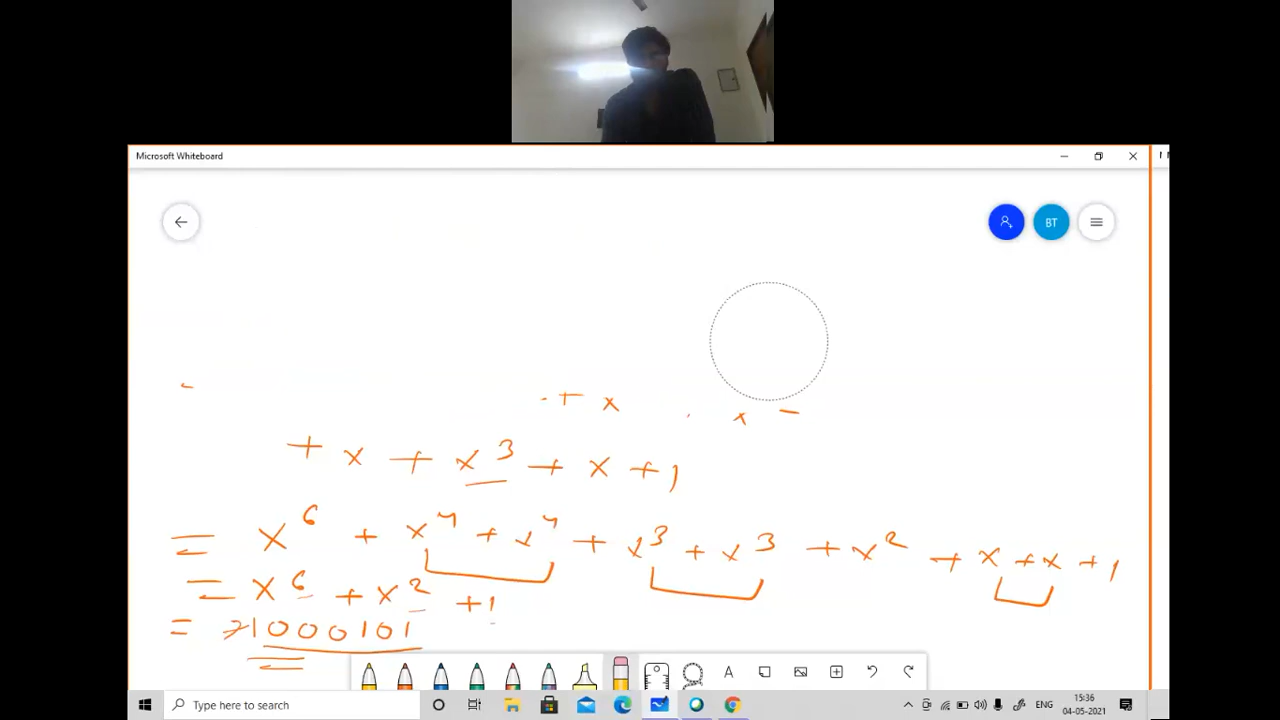 Microsoft Whiteboard
BT
+ x x -
+ x + x³ + x + 1
= x⁶ + x⁴ + x⁴ + x³ + x³ + x² + x + x + 1
= x⁶ + x² + 1
= 1000101
A
Type here to search
ENG
15:36
04-05-2021